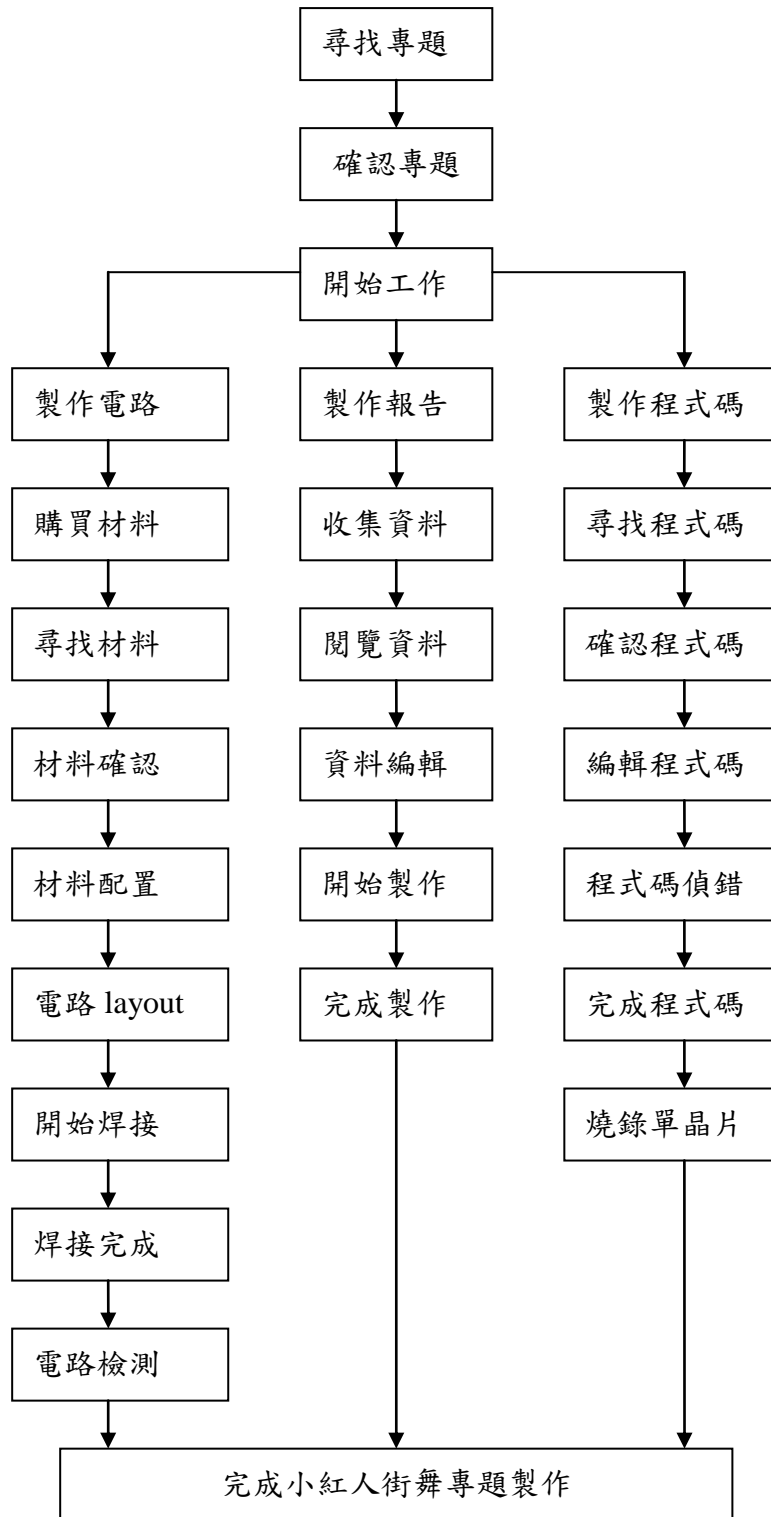 尋找專題
確認專題
開始工作
製作電路
購買材料
尋找材料
材料確認
材料配置
電路 layout
開始焊接
焊接完成
電路檢測
製作報告
收集資料
閱覽資料
資料編輯
開始製作
完成製作
製作程式碼
尋找程式碼
確認程式碼
編輯程式碼
程式碼偵錯
完成程式碼
燒錄單晶片
完成小紅人街舞專題製作